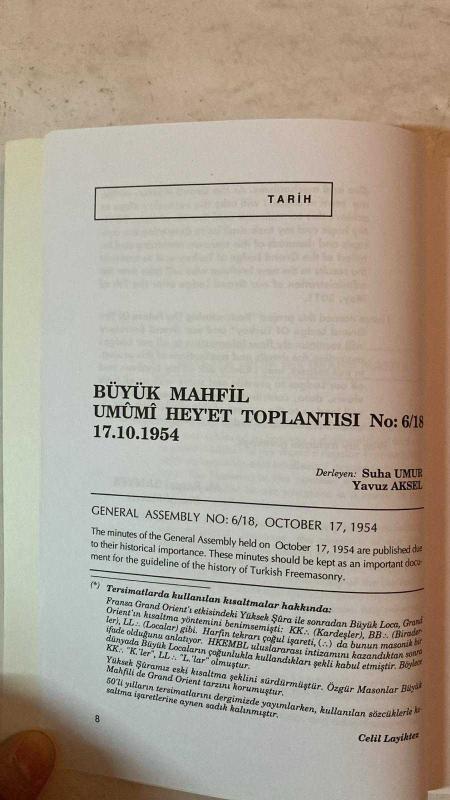 TARİH
BÜYÜK MAHFİL
UMÛMÎ HEY'ET TOPLANTISI No: 6/18
17.10.1954
Derleyen: Suha UMUR
Yavuz AKSEL
GENERAL ASSEMBLY NO: 6/18, OCTOBER 17, 1954
The minutes of the General Assembly held on October 17, 1954 are published due
to their historical importance. These minutes should be kept as an important docu-
ment for the guideline of the history of Turkish Freemasonry.
(*) Tersimatlarda kullanılan kısaltmalar hakkında:
Fransa Grand Orient'ı etkisindeki Yüksek Şûra ile sonradan Büyük Loca, Grand
Orient'ın kısaltma yöntemini benimsemişti: KK∴ (Kardeşler), BB∴ (Birader-
ler), LL∴ (Localar) gibi. Harfin tekrarı çoğul işareti, (∴) da bunun masonik bir
ifade olduğunu anlatıyor. HKEMBL uluslararası intizamını kazandıktan sonra
dünyada Büyük Locaların çoğunlukla kullandıkları şekli kabul etmiştir. Böylece
KK∴ "K.'ler", LL∴ "L.'lar" olmuştur.
Yüksek Şûramız eski kısaltma şeklini sürdürmüştür. Özgür Masonlar Büyük
Mahfili de Grand Orient tarzını korumuştur.
50'li yılların tersimatlarını dergimizde yayımlarken, kullanılan sözcüklerle kı-
saltma işaretlerine aynen sadık kalınmıştır.
Celil Layiktez
8